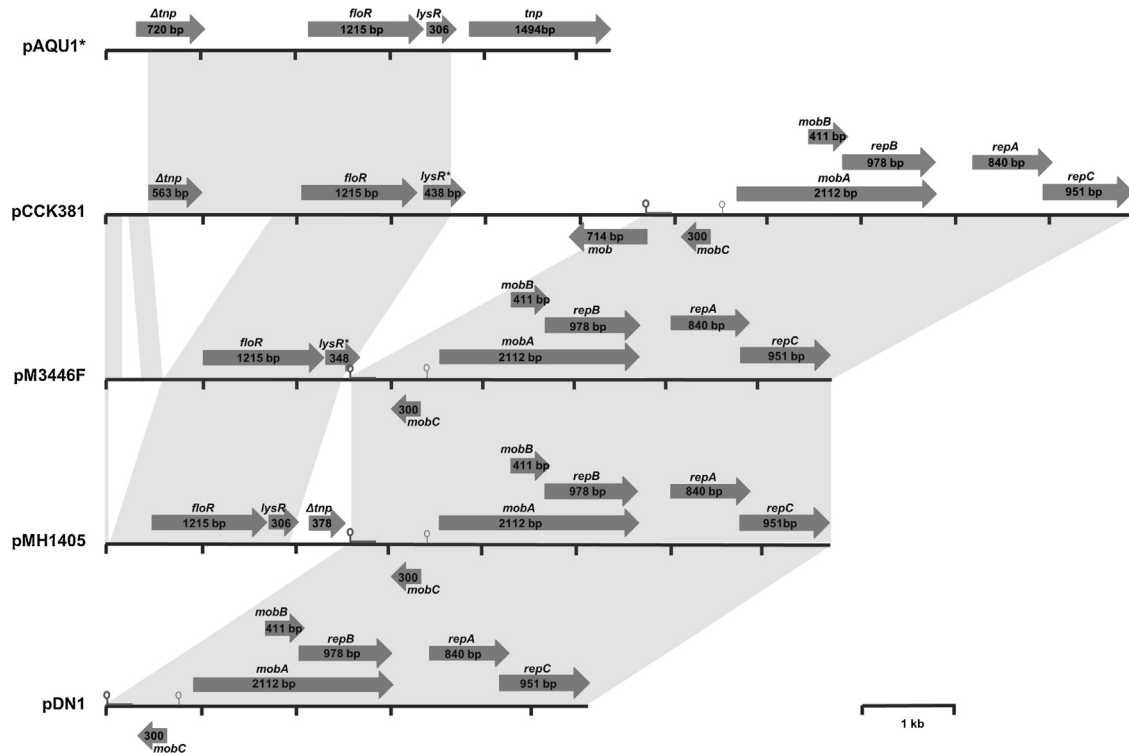 Δtnp floR lysR tnp
720 bp 1215 bp 306 1494bp
pAQU1*
mobB
411 bp
repB repA
978 bp 840 bp
Δtnp floR lysR* mobA repC
563 bp 1215 bp 438 bp 2112 bp 951 bp
pCCK381
714 bp 300
mob mobC
mobB
411 bp
repB repA
978 bp 840 bp
floR lysR* mobA repC
1215 bp 348 2112 bp 951 bp
pM3446F
300
mobC
mobB
411 bp
repB repA
978 bp 840 bp
floR lysR Δtnp mobA repC
1215 bp 306 378 2112 bp 951bp
pMH1405
300
mobC
mobB
411 bp
repB repA
978 bp 840 bp
mobA repC
2112 bp 951 bp
pDN1
1 kb
300
mobC